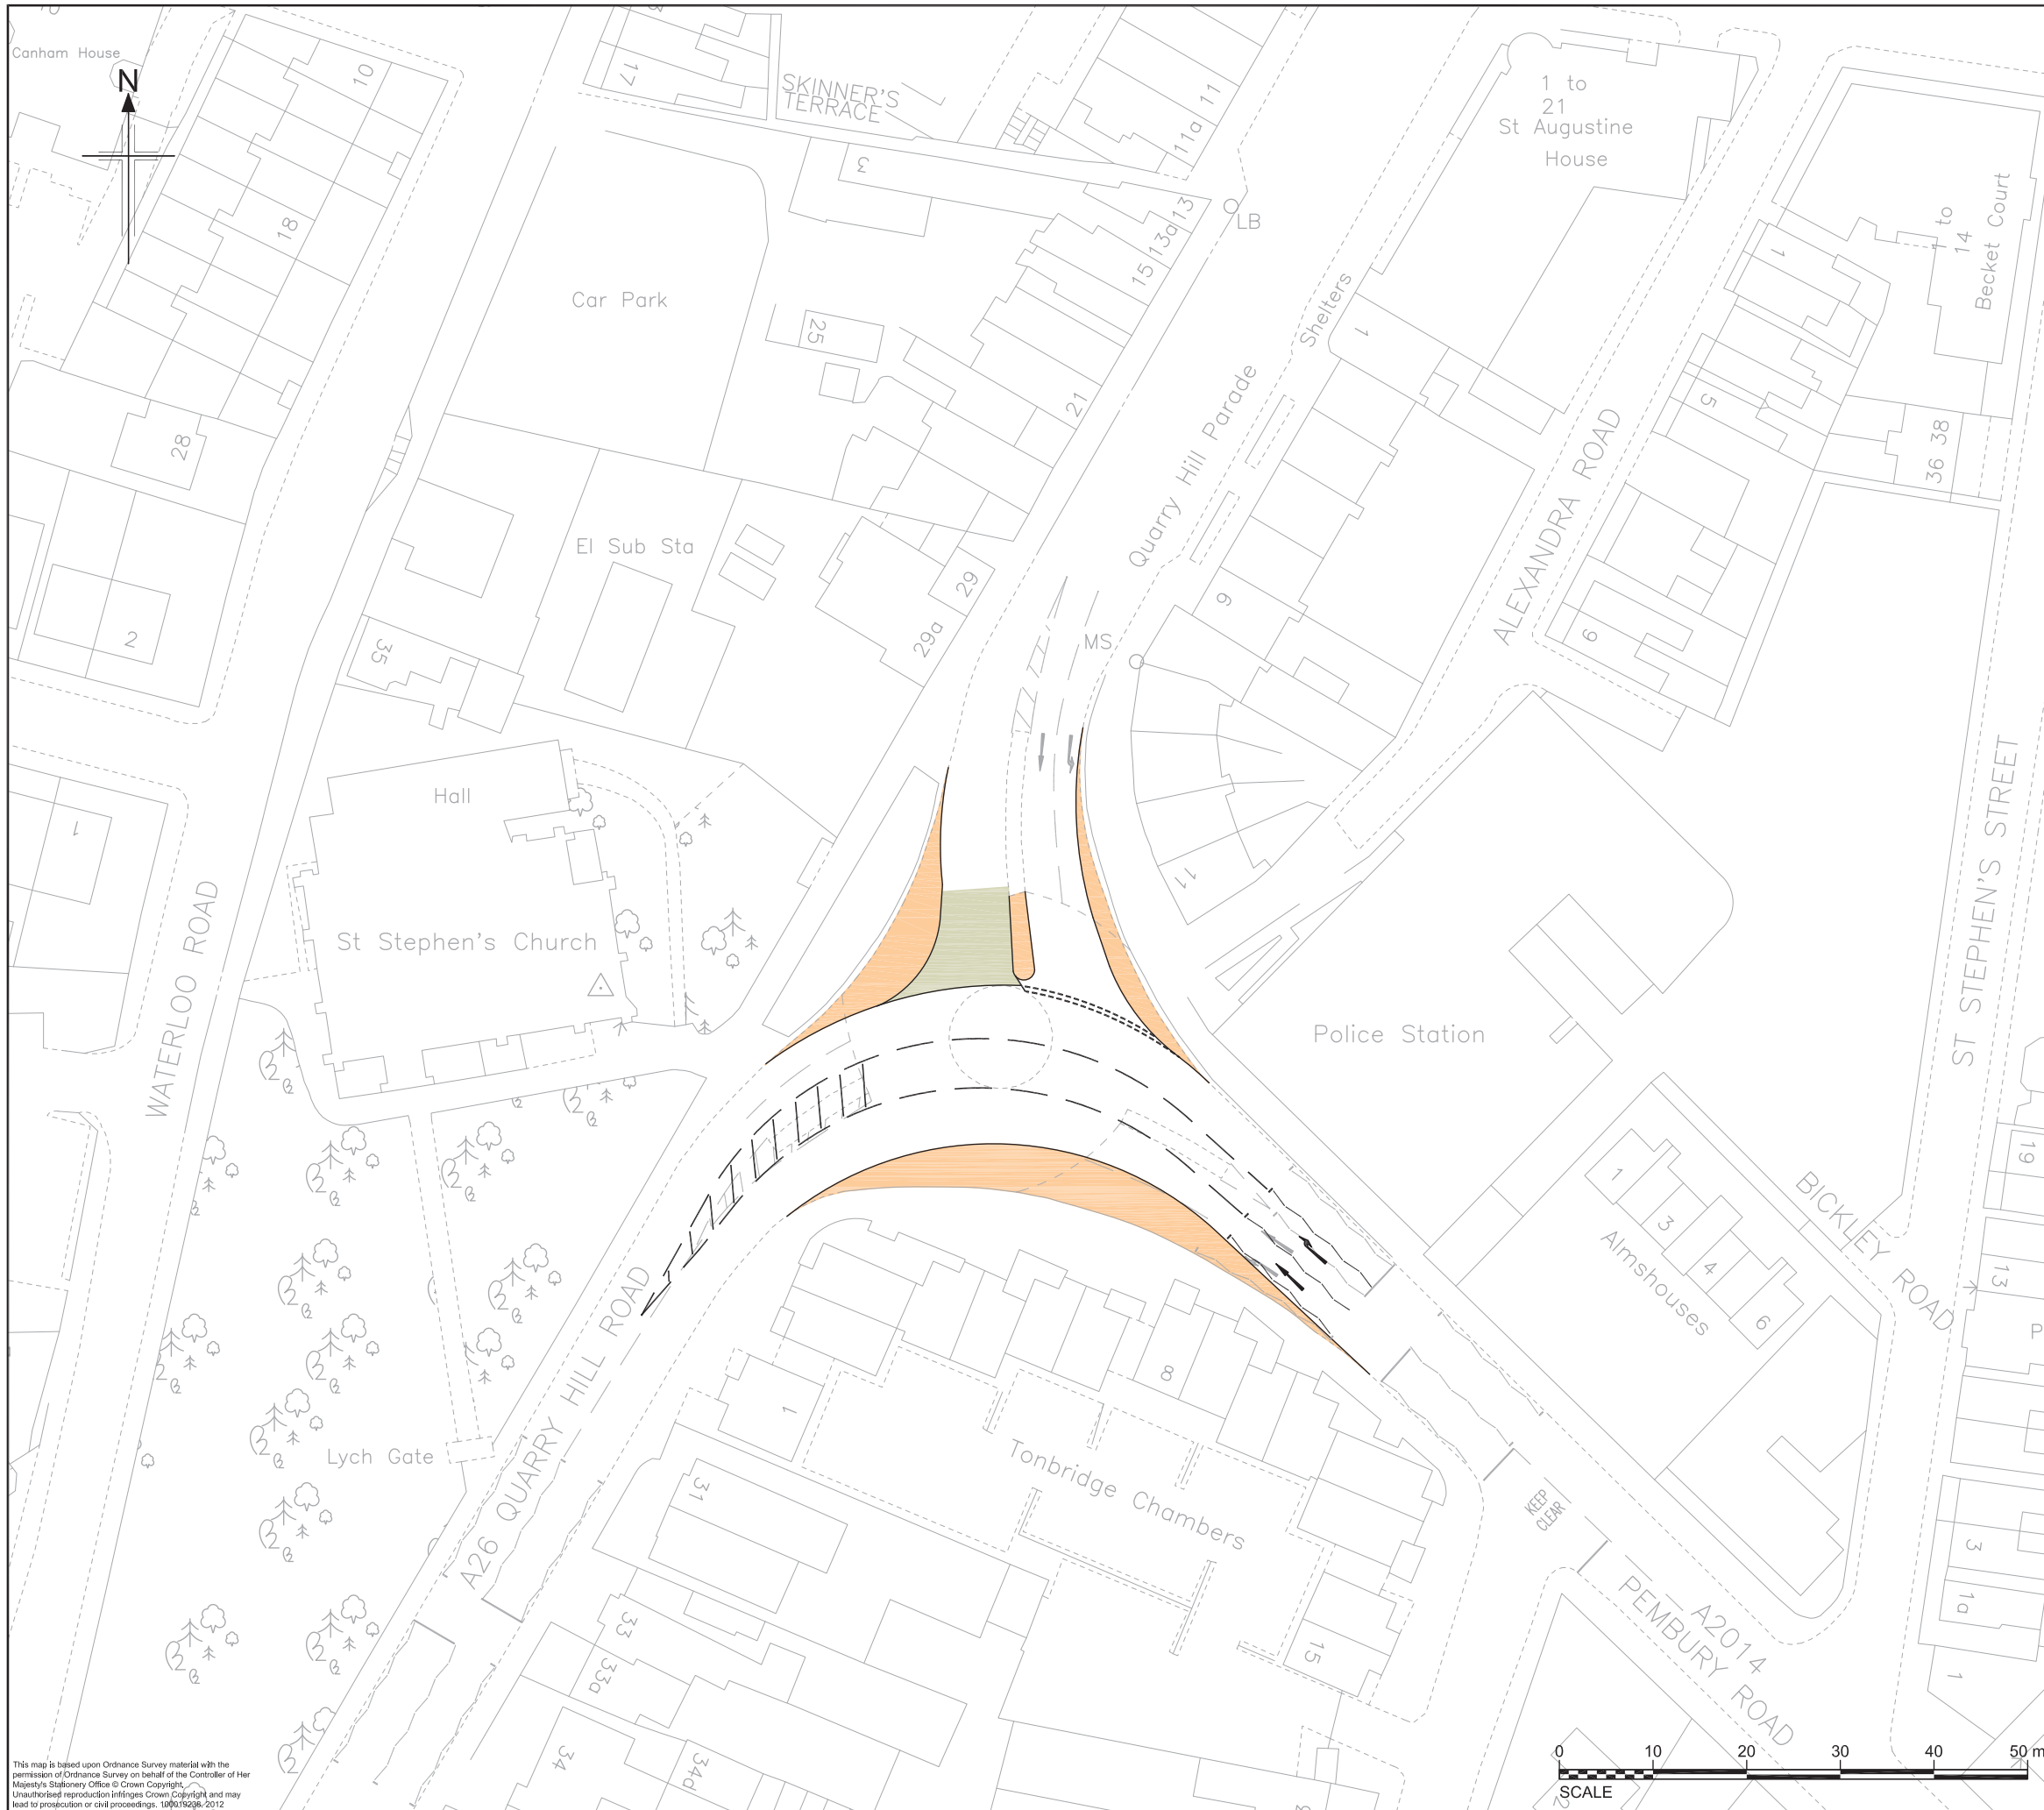 Canham House
N
10
18
28
2
1
17
SKINNER'S
TERRACE
11
11a
3
13
13a
15
LB
Car Park
25
21
Shelters
Quarry Hill Parade
1 to
21
St Augustine
House
1
1 to
14
Becket Court
1
5
36 38
ALEXANDRA ROAD
9
El Sub Sta
29
29a
35
MS
9
11
Hall
St Stephen's Church
WATERLOO ROAD
Police Station
ST STEPHEN'S STREET
1
3
4
6
Almshouses
BICKLEY ROAD
19
13
P
3
1a
1
Lych Gate
A26 QUARRY HILL ROAD
1
8
Tonbridge Chambers
15
31
33
33a
34
34a
KEEP
CLEAR
A2014
PEMBURY ROAD
0 10 20 30 40 50 m
SCALE
This map is based upon Ordnance Survey material with the
permission of Ordnance Survey on behalf of the Controller of Her
Majesty's Stationery Office © Crown Copyright.
Unauthorised reproduction infringes Crown Copyright and may
lead to prosecution or civil proceedings. 100019238. 2012